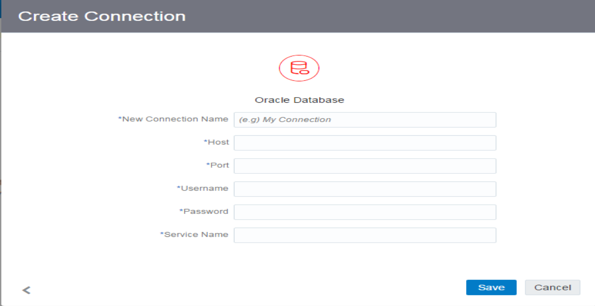 Create Connection
Oracle Database
*New Connection Name (e.g) My Connection
*Host
*Port
*Username
*Password
*Service Name
< Save Cancel